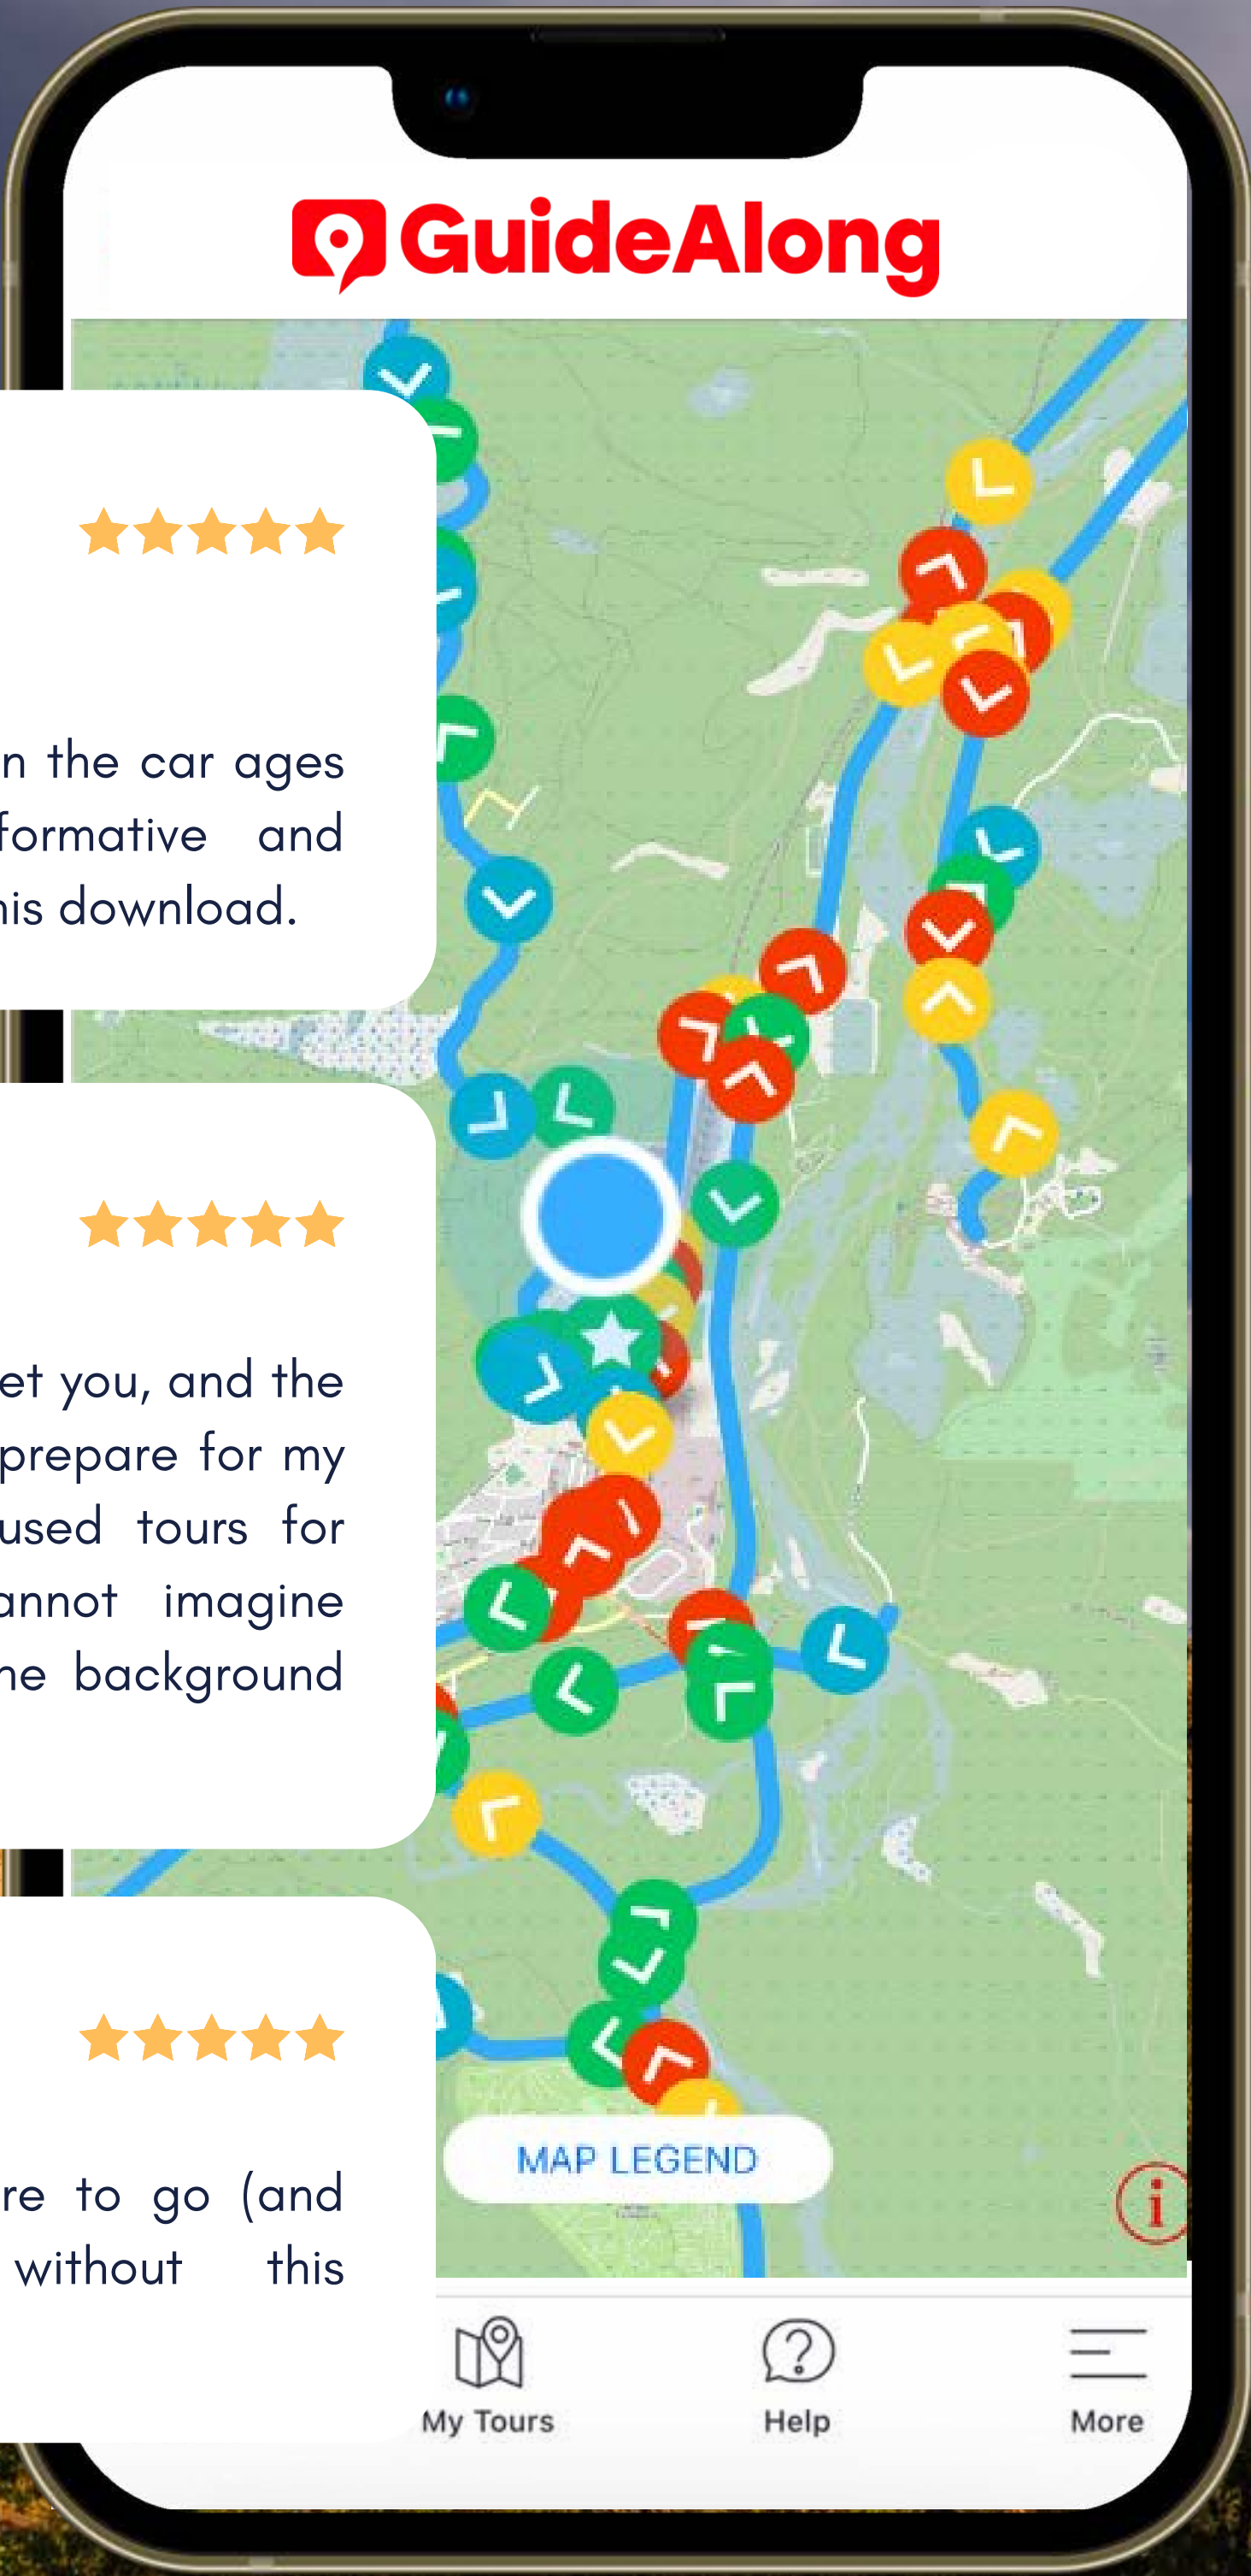 GuideAlong
n the car ages
formative and
his download.
et you, and the
prepare for my
used tours for
annot imagine
ne background
re to go (and
without this
MAP LEGEND
i
My Tours
Help
More